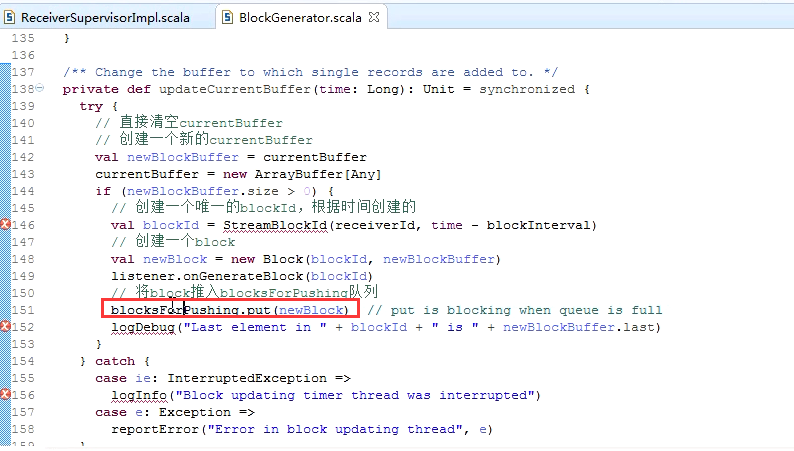 ReceiverSupervisorImpl.scala BlockGenerator.scala
135 }
136
137 /** Change the buffer to which single records are added to. */
138 private def updateCurrentBuffer(time: Long): Unit = synchronized {
139 try {
140 // 直接清空currentBuffer
141 // 创建一个新的currentBuffer
142 val newBlockBuffer = currentBuffer
143 currentBuffer = new ArrayBuffer[Any]
144 if (newBlockBuffer.size > 0) {
145 // 创建一个唯一的blockId，根据时间创建的
146 val blockId = StreamBlockId(receiverId, time - blockInterval)
147 // 创建一个block
148 val newBlock = new Block(blockId, newBlockBuffer)
149 listener.onGenerateBlock(blockId)
150 // 将block推入blocksForPushing队列
151 blocksForPushing.put(newBlock) // put is blocking when queue is full
152 logDebug("Last element in " + blockId + " is " + newBlockBuffer.last)
153 }
154 } catch {
155 case ie: InterruptedException =>
156 logInfo("Block updating timer thread was interrupted")
157 case e: Exception =>
158 reportError("Error in block updating thread", e)
159 }